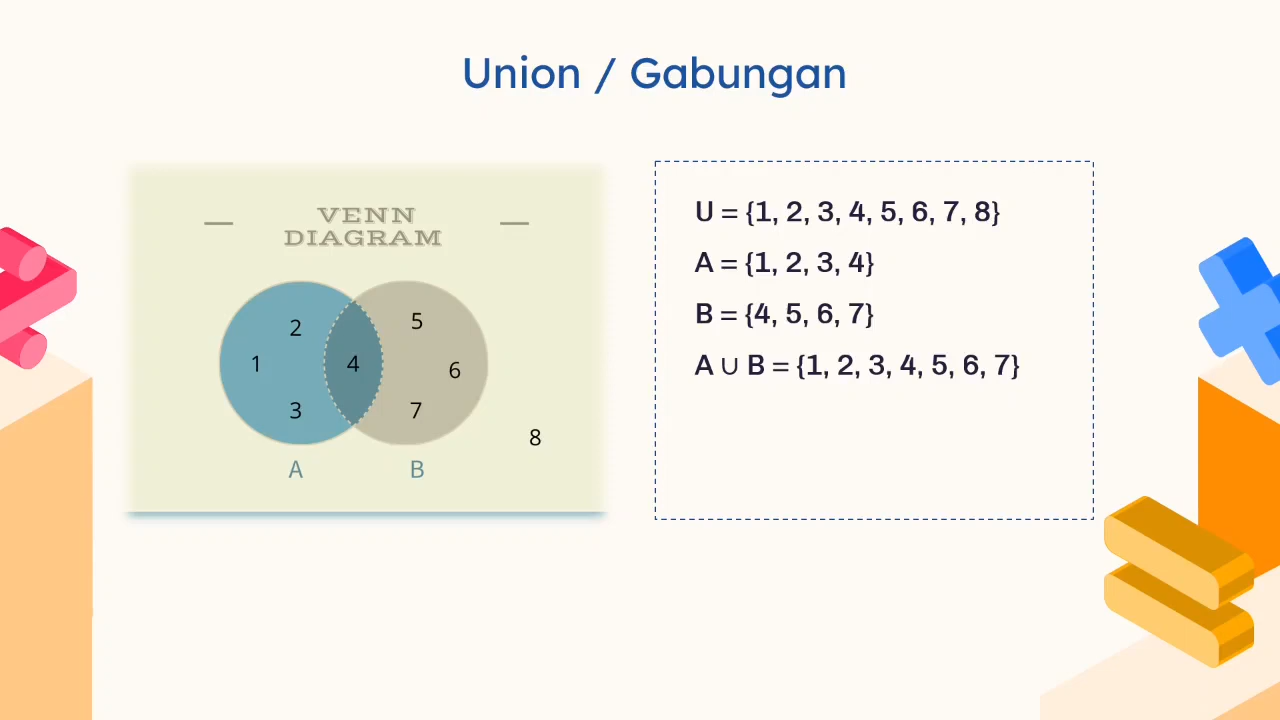 Union / Gabungan
VENN
DIAGRAM
2
5
1
4
6
3
7
8
A
B
U = {1, 2, 3, 4, 5, 6, 7, 8}
A = {1, 2, 3, 4}
B = {4, 5, 6, 7}
A ∪ B = {1, 2, 3, 4, 5, 6, 7}